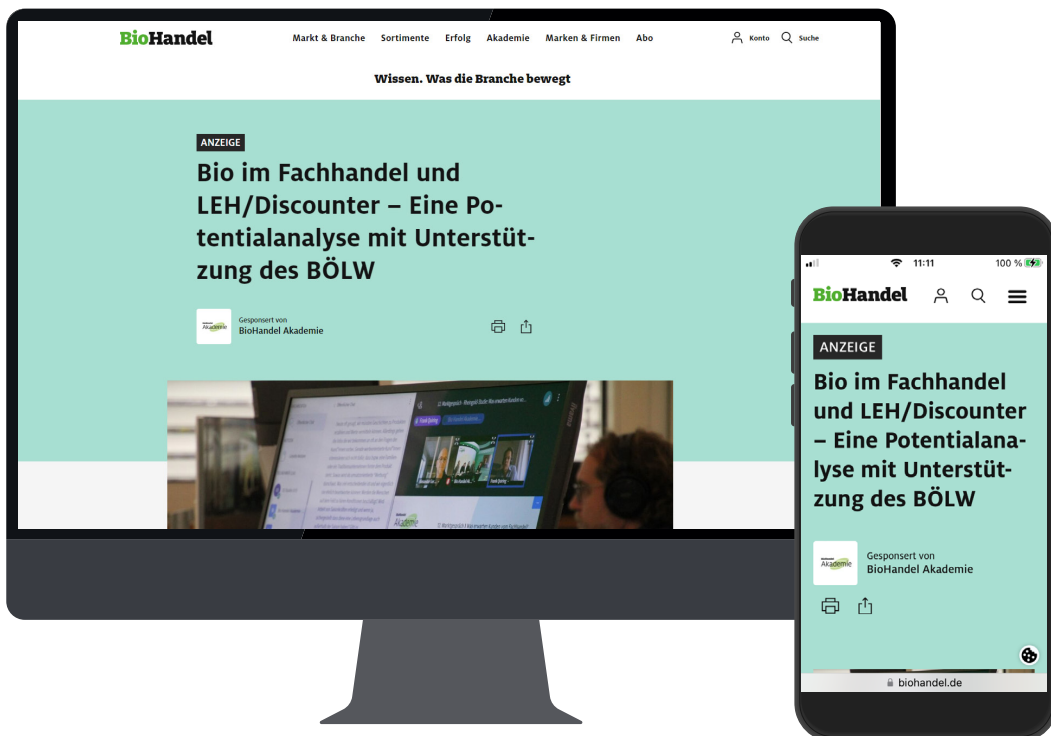 BioHandel
Markt & Branche Sortimente Erfolg Akademie Marken & Firmen Abo
Konto Suche
Wissen. Was die Branche bewegt
ANZEIGE
Bio im Fachhandel und
LEH/Discounter – Eine Po-
tentialanalyse mit Unterstüt-
zung des BÖLW
Akademie
Gesponsert von
BioHandel Akademie
Akademie
11:11
100 %
BioHandel
ANZEIGE
Bio im Fachhandel
und LEH/Discounter
– Eine Potentialana-
lyse mit Unterstüt-
zung des BÖLW
Akademie
Gesponsert von
BioHandel Akademie
biohandel.de